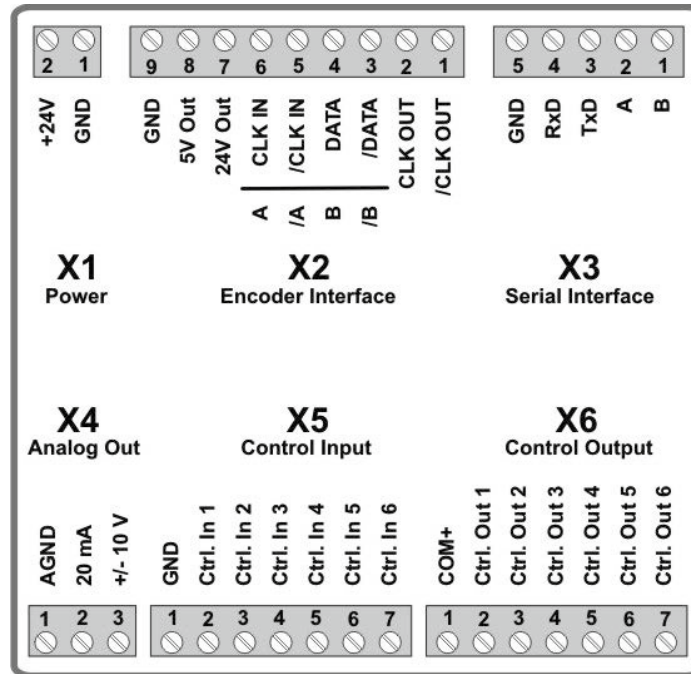 2 1
9 8 7 6 5 4 3 2 1
5 4 3 2 1
+24V
GND
GND
5V Out
24V Out
CLK IN
/CLK IN
DATA
/DATA
CLK OUT
/CLK OUT
GND
RxD
TxD
A
B
A
/A
B
/B
X1
Power
X2
Encoder Interface
X3
Serial Interface
X4
Analog Out
X5
Control Input
X6
Control Output
AGND
20 mA
+/- 10 V
GND
Ctrl. In 1
Ctrl. In 2
Ctrl. In 3
Ctrl. In 4
Ctrl. In 5
Ctrl. In 6
COM+
Ctrl. Out 1
Ctrl. Out 2
Ctrl. Out 3
Ctrl. Out 4
Ctrl. Out 5
Ctrl. Out 6
1 2 3
1 2 3 4 5 6 7
1 2 3 4 5 6 7